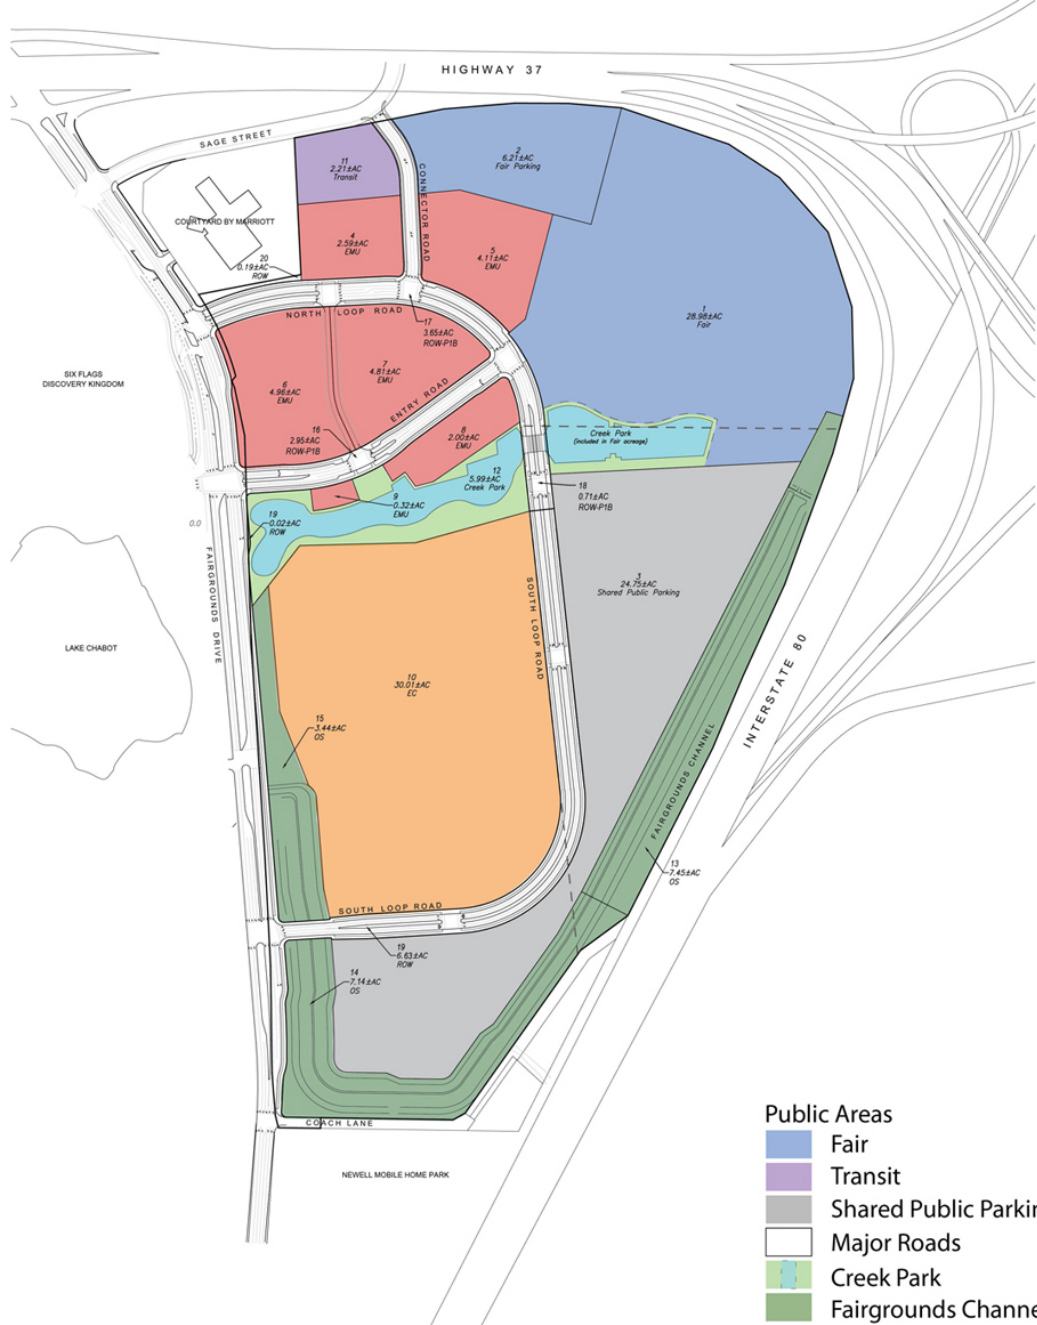 HIGHWAY 37
SAGE STREET
11
2.21±AC
Transit
2
6.21±AC
Fair Parking
CONNECTOR ROAD
COURTYARD BY MARRIOTT
4
2.59±AC
EMU
5
4.11±AC
EMU
20
0.19±AC
ROW
NORTH LOOP ROAD
17
3.65±AC
ROW-P1B
1
28.98±AC
Fair
SIX FLAGS
DISCOVERY KINGDOM
6
4.96±AC
EMU
7
4.81±AC
EMU
ENTRY ROAD
16
2.95±AC
ROW-P1B
8
2.00±AC
EMU
Creek Park
(included in Fair acreage)
12
5.99±AC
Creek Park
9
0.32±AC
EMU
18
0.71±AC
ROW-P1B
19
0.02±AC
ROW
0.0
FAIRGROUNDS DRIVE
SOUTH LOOP ROAD
3
24.75±AC
Shared Public Parking
LAKE CHABOT
INTERSTATE 80
10
30.01±AC
EC
15
3.44±AC
OS
FAIRGROUNDS CHANNEL
13
7.45±AC
OS
SOUTH LOOP ROAD
19
6.63±AC
ROW
14
7.14±AC
OS
COACH LANE
NEWELL MOBILE HOME PARK
Public Areas
Fair
Transit
Shared Public Parkin
Major Roads
Creek Park
Fairgrounds Channe